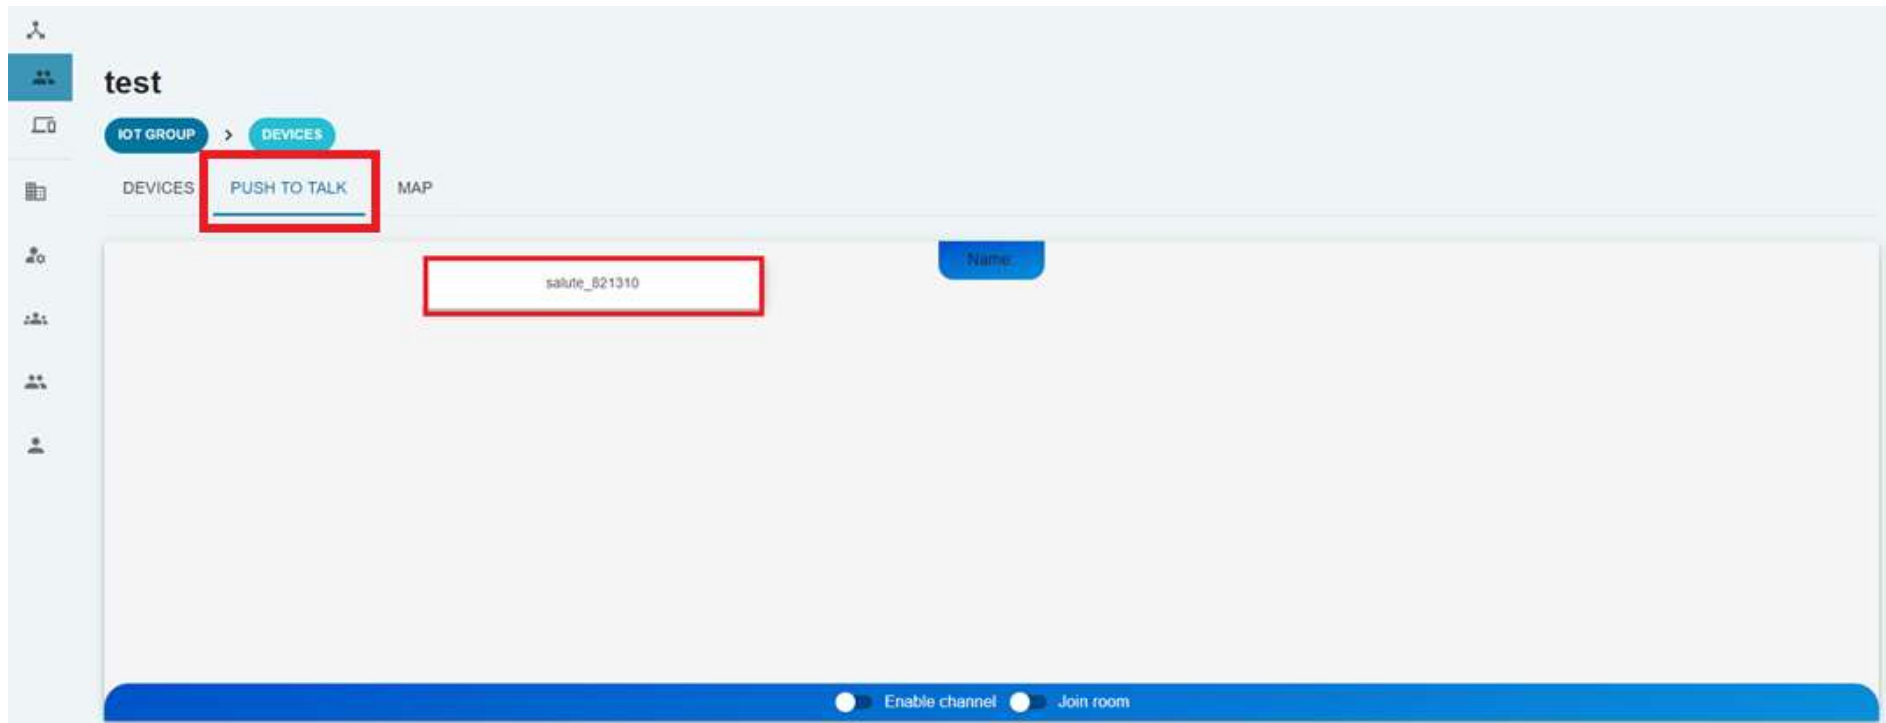 test
IOT GROUP > DEVICES
DEVICES PUSH TO TALK MAP
Name:
salute_821310
Enable channel Join room